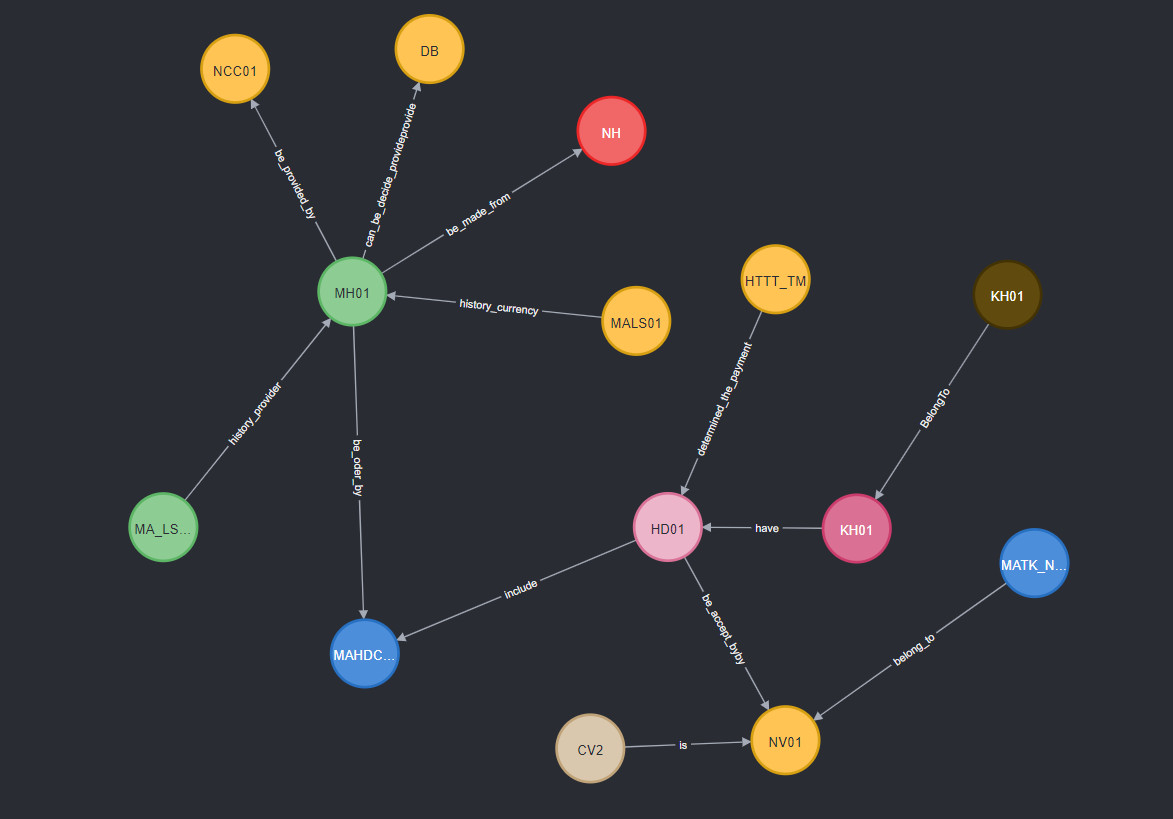 DB
NCC01
NH
be_provided_by
can_be_decide_provideprovide
be_made_from
HTTT_TM
MH01
KH01
history_currency
MALS01
determined_the_payment
history_provider
BelongTo
be_oder_by
MA_LS...
HD01
have
KH01
MATK_N...
include
be_accept_byby
belong_to
MAHDC...
CV2
is
NV01